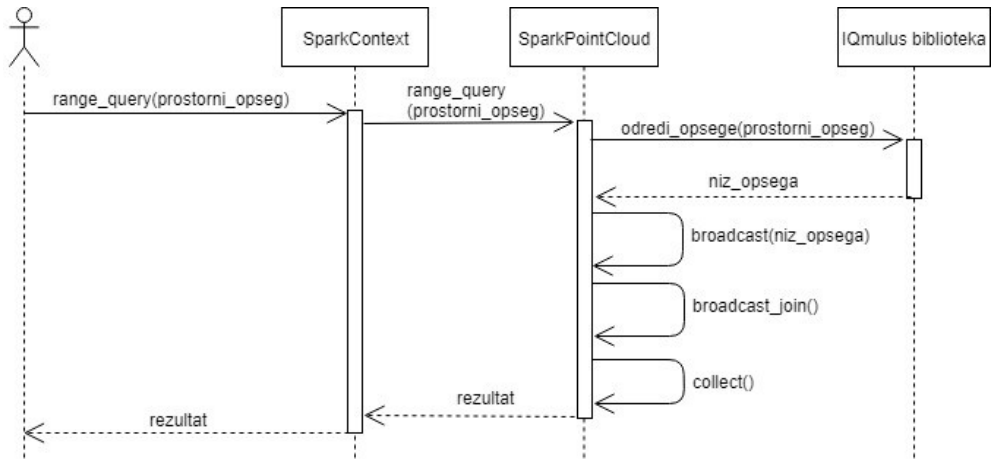 SparkContext
SparkPointCloud
IQmulus biblioteka
range_query(prostorni_opseg)
range_query
(prostorni_opseg)
odredi_opsege(prostorni_opseg)
niz_opsega
broadcast(niz_opsega)
broadcast_join()
collect()
rezultat
rezultat